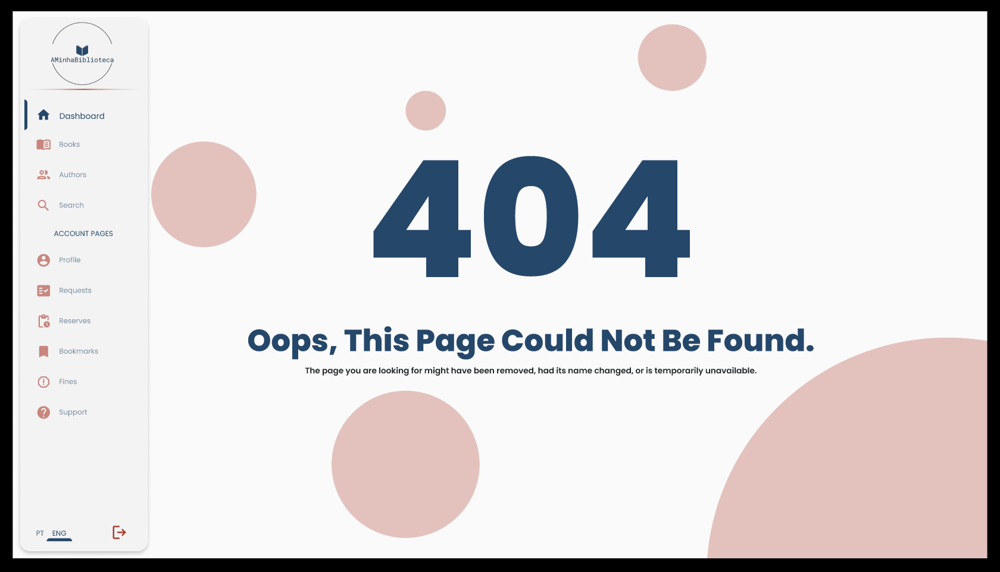 AMinhaBiblioteca
Dashboard
Books
Authors
Search
ACCOUNT PAGES
Profile
Requests
Reserves
Bookmarks
Fines
Support
PT ENG
404
Oops, This Page Could Not Be Found.
The page you are looking for might have been removed, had its name changed, or is temporarily unavailable.